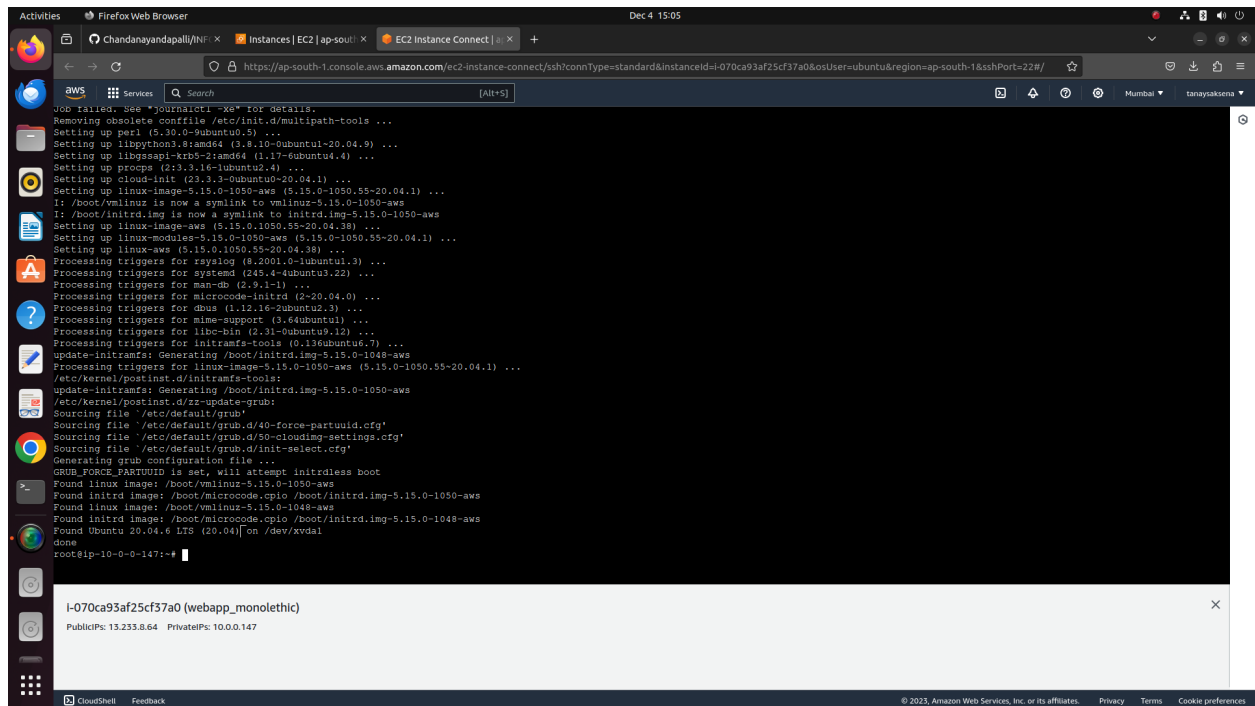 Activities Firefox Web Browser Dec 4 15:05
Chandanayandapalli/INF Instances | EC2 | ap-south EC2 Instance Connect | a
https://ap-south-1.console.aws.amazon.com/ec2-instance-connect/ssh?connType=standard&instanceId=i-070ca93af25cf37a0&osUser=ubuntu&region=ap-south-1&sshPort=22#/
aws Services Search [Alt+S] Mumbai tanaysaksena
Job failed. See "journalctl -xe" for details.
Removing obsolete conffile /etc/init.d/multipath-tools ...
Setting up perl (5.30.0-9ubuntu0.5) ...
Setting up libpython3.8:amd64 (3.8.10-0ubuntu1~20.04.9) ...
Setting up libgssapi-krb5-2:amd64 (1.17-6ubuntu4.4) ...
Setting up procps (2:3.3.16-1ubuntu2.4) ...
Setting up cloud-init (23.3.3-0ubuntu0~20.04.1) ...
Setting up linux-image-5.15.0-1050-aws (5.15.0-1050.55~20.04.1) ...
I: /boot/vmlinuz is now a symlink to vmlinuz-5.15.0-1050-aws
I: /boot/initrd.img is now a symlink to initrd.img-5.15.0-1050-aws
Setting up linux-image-aws (5.15.0.1050.55~20.04.38) ...
Setting up linux-modules-5.15.0-1050-aws (5.15.0-1050.55~20.04.1) ...
Setting up linux-aws (5.15.0.1050.55~20.04.38) ...
Processing triggers for rsyslog (8.2001.0-1ubuntu1.3) ...
Processing triggers for systemd (245.4-4ubuntu3.22) ...
Processing triggers for man-db (2.9.1-1) ...
Processing triggers for microcode-initrd (2~20.04.0) ...
Processing triggers for dbus (1.12.16-2ubuntu2.3) ...
Processing triggers for mime-support (3.64ubuntu1) ...
Processing triggers for libc-bin (2.31-0ubuntu9.12) ...
Processing triggers for initramfs-tools (0.136ubuntu6.7) ...
update-initramfs: Generating /boot/initrd.img-5.15.0-1048-aws
Processing triggers for linux-image-5.15.0-1050-aws (5.15.0-1050.55~20.04.1) ...
/etc/kernel/postinst.d/initramfs-tools:
update-initramfs: Generating /boot/initrd.img-5.15.0-1050-aws
/etc/kernel/postinst.d/zz-update-grub:
Sourcing file `/etc/default/grub'
Sourcing file `/etc/default/grub.d/40-force-partuuid.cfg'
Sourcing file `/etc/default/grub.d/50-cloudimg-settings.cfg'
Sourcing file `/etc/default/grub.d/init-select.cfg'
Generating grub configuration file ...
GRUB_FORCE_PARTUUID is set, will attempt initrdless boot
Found linux image: /boot/vmlinuz-5.15.0-1050-aws
Found initrd image: /boot/microcode.cpio /boot/initrd.img-5.15.0-1050-aws
Found linux image: /boot/vmlinuz-5.15.0-1048-aws
Found initrd image: /boot/microcode.cpio /boot/initrd.img-5.15.0-1048-aws
Found Ubuntu 20.04.6 LTS (20.04) on /dev/xvda1
done
root@ip-10-0-0-147:~#
i-070ca93af25cf37a0 (webapp_monolethic)
PublicIPs: 13.233.8.64 PrivateIPs: 10.0.0.147
CloudShell Feedback © 2023, Amazon Web Services, Inc. or its affiliates. Privacy Terms Cookie preferences